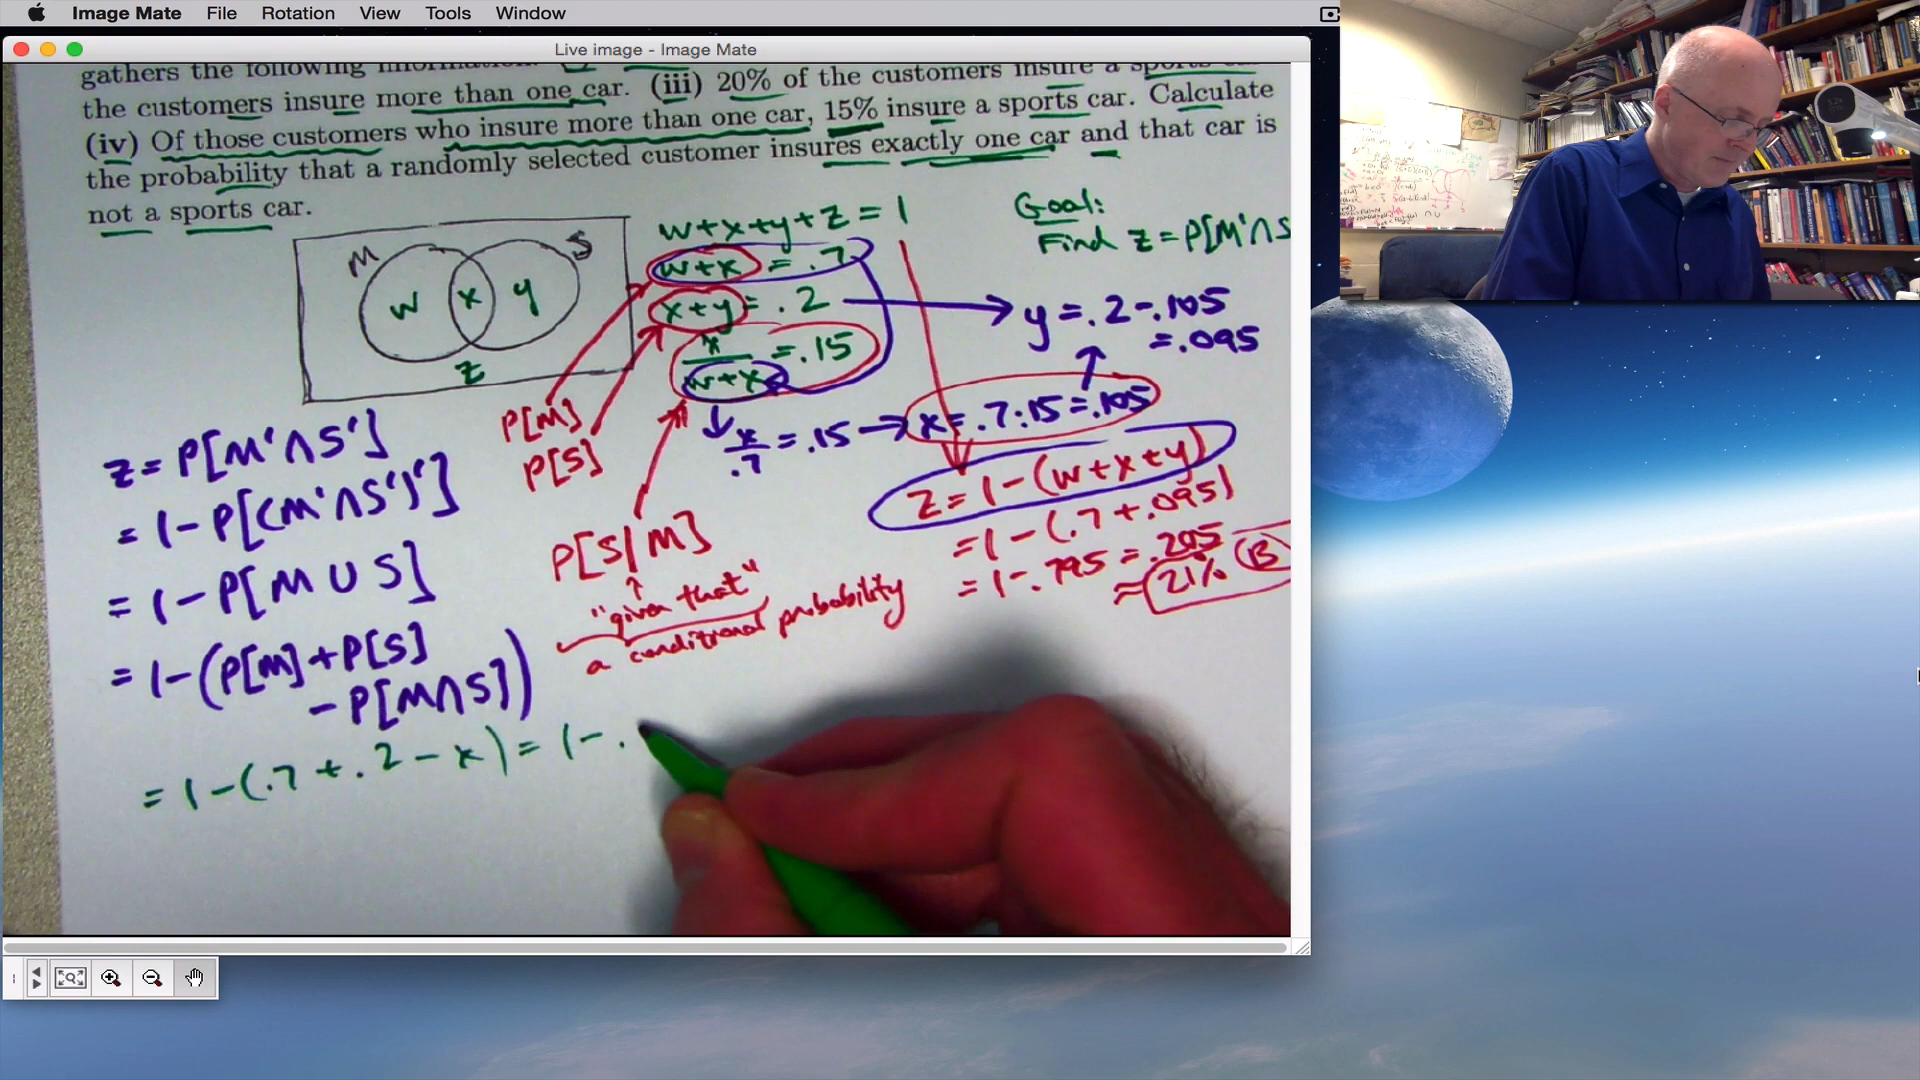 Image Mate File Rotation View Tools Window
Live image - Image Mate
gathers the following information:
the customers insure more than one car. (iii) 20% of the customers insure a sports car.
(iv) Of those customers who insure more than one car, 15% insure a sports car. Calculate
the probability that a randomly selected customer insures exactly one car and that car is
not a sports car.
M S
w x y
z
w+x+y+z = 1
w+x = .7
x+y = .2
x/w+x = .15
Goal:
Find z = P[M'∩S
y = .2-.105
= .095
x/.7 = .15 → x = .7·.15 = .105
P[M]
P[S]
P[S|M]
"given that"
a conditional probability
z = 1-(w+x+y)
= 1-(.7+.095)
= 1-.795 = .205
≈ 21% (B)
z = P[M'∩S']
= 1-P[(M'∩S')']
= 1-P[M∪S]
= 1-(P[M]+P[S]
-P[M∩S])
= 1-(.7+.2-x) = 1-.